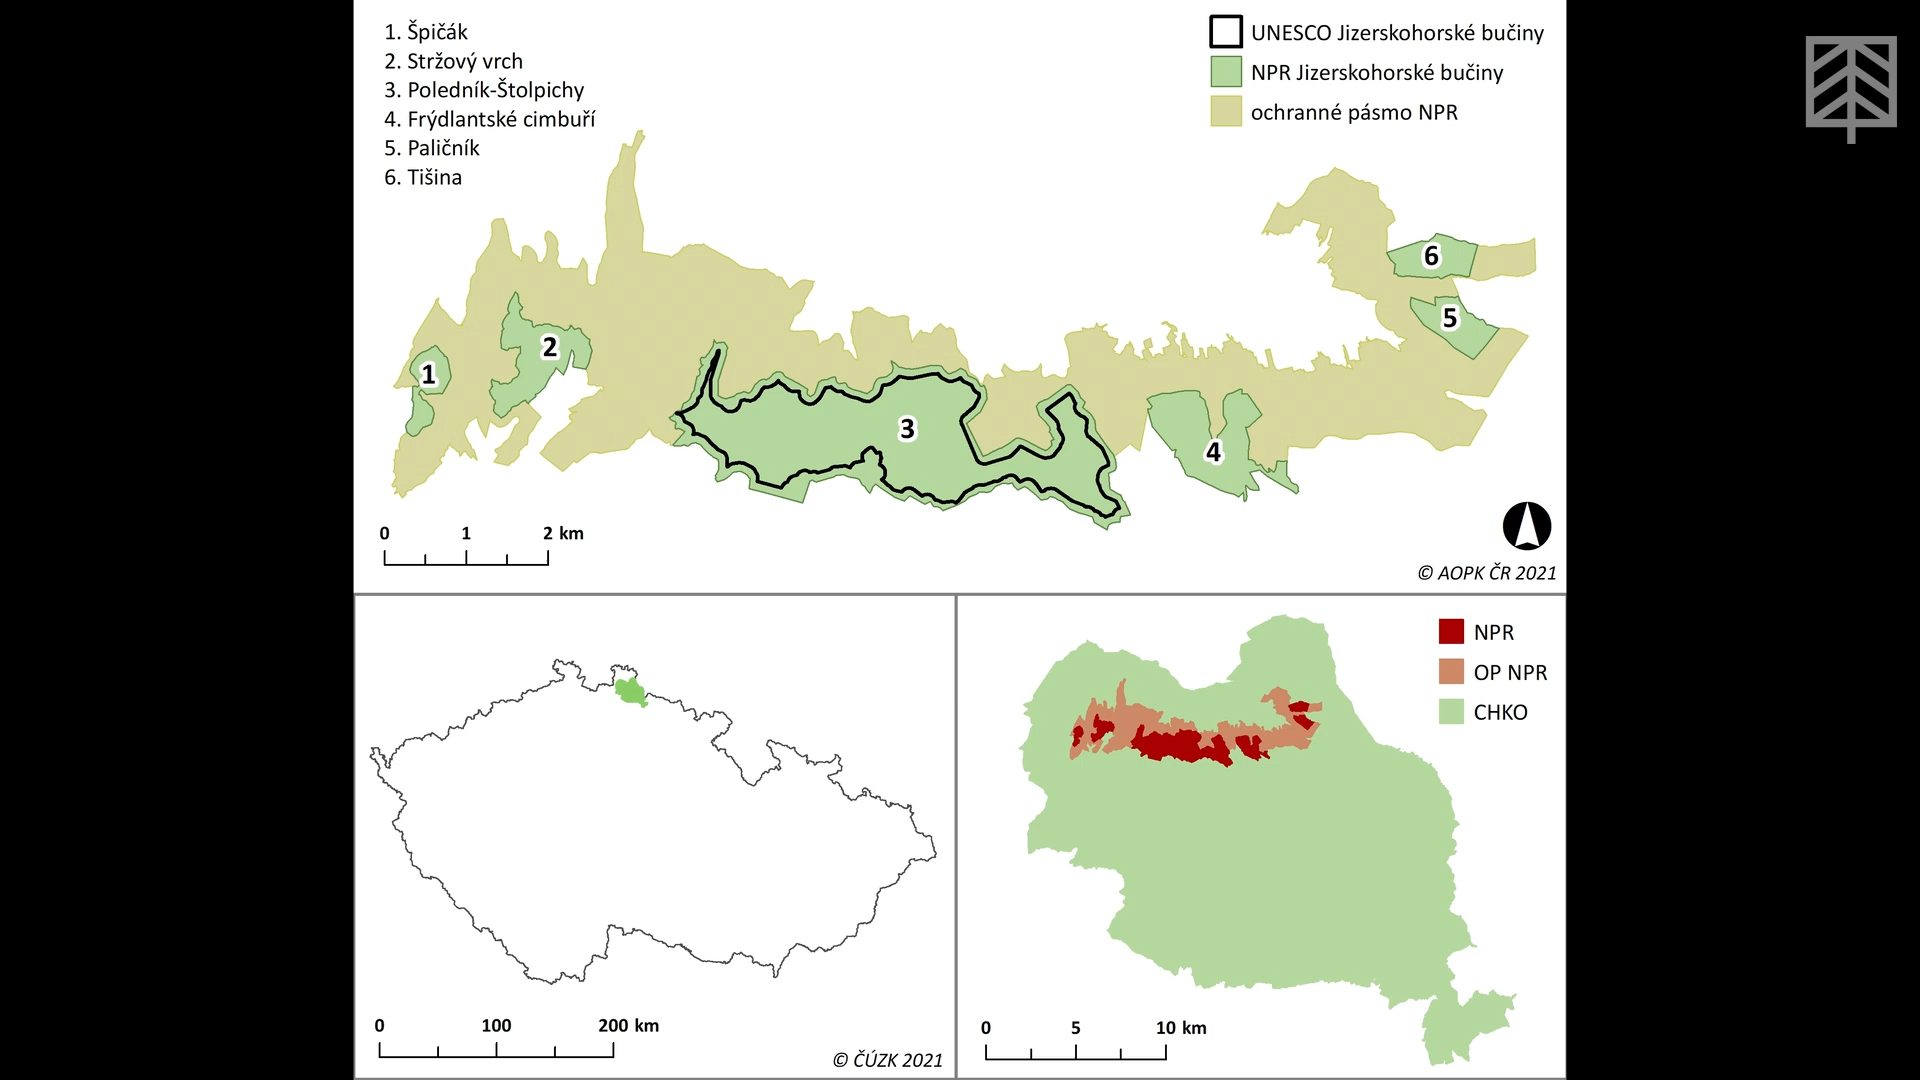 1. Špičák
2. Stržový vrch
3. Poledník-Štolpichy
4. Frýdlantské cimbuří
5. Paličník
6. Tišina
UNESCO Jizerskohorské bučiny
NPR Jizerskohorské bučiny
ochranné pásmo NPR
6
5
2
1
3
4
0 1 2 km
© AOPK ČR 2021
0 100 200 km
© ČÚZK 2021
NPR
OP NPR
CHKO
0 5 10 km